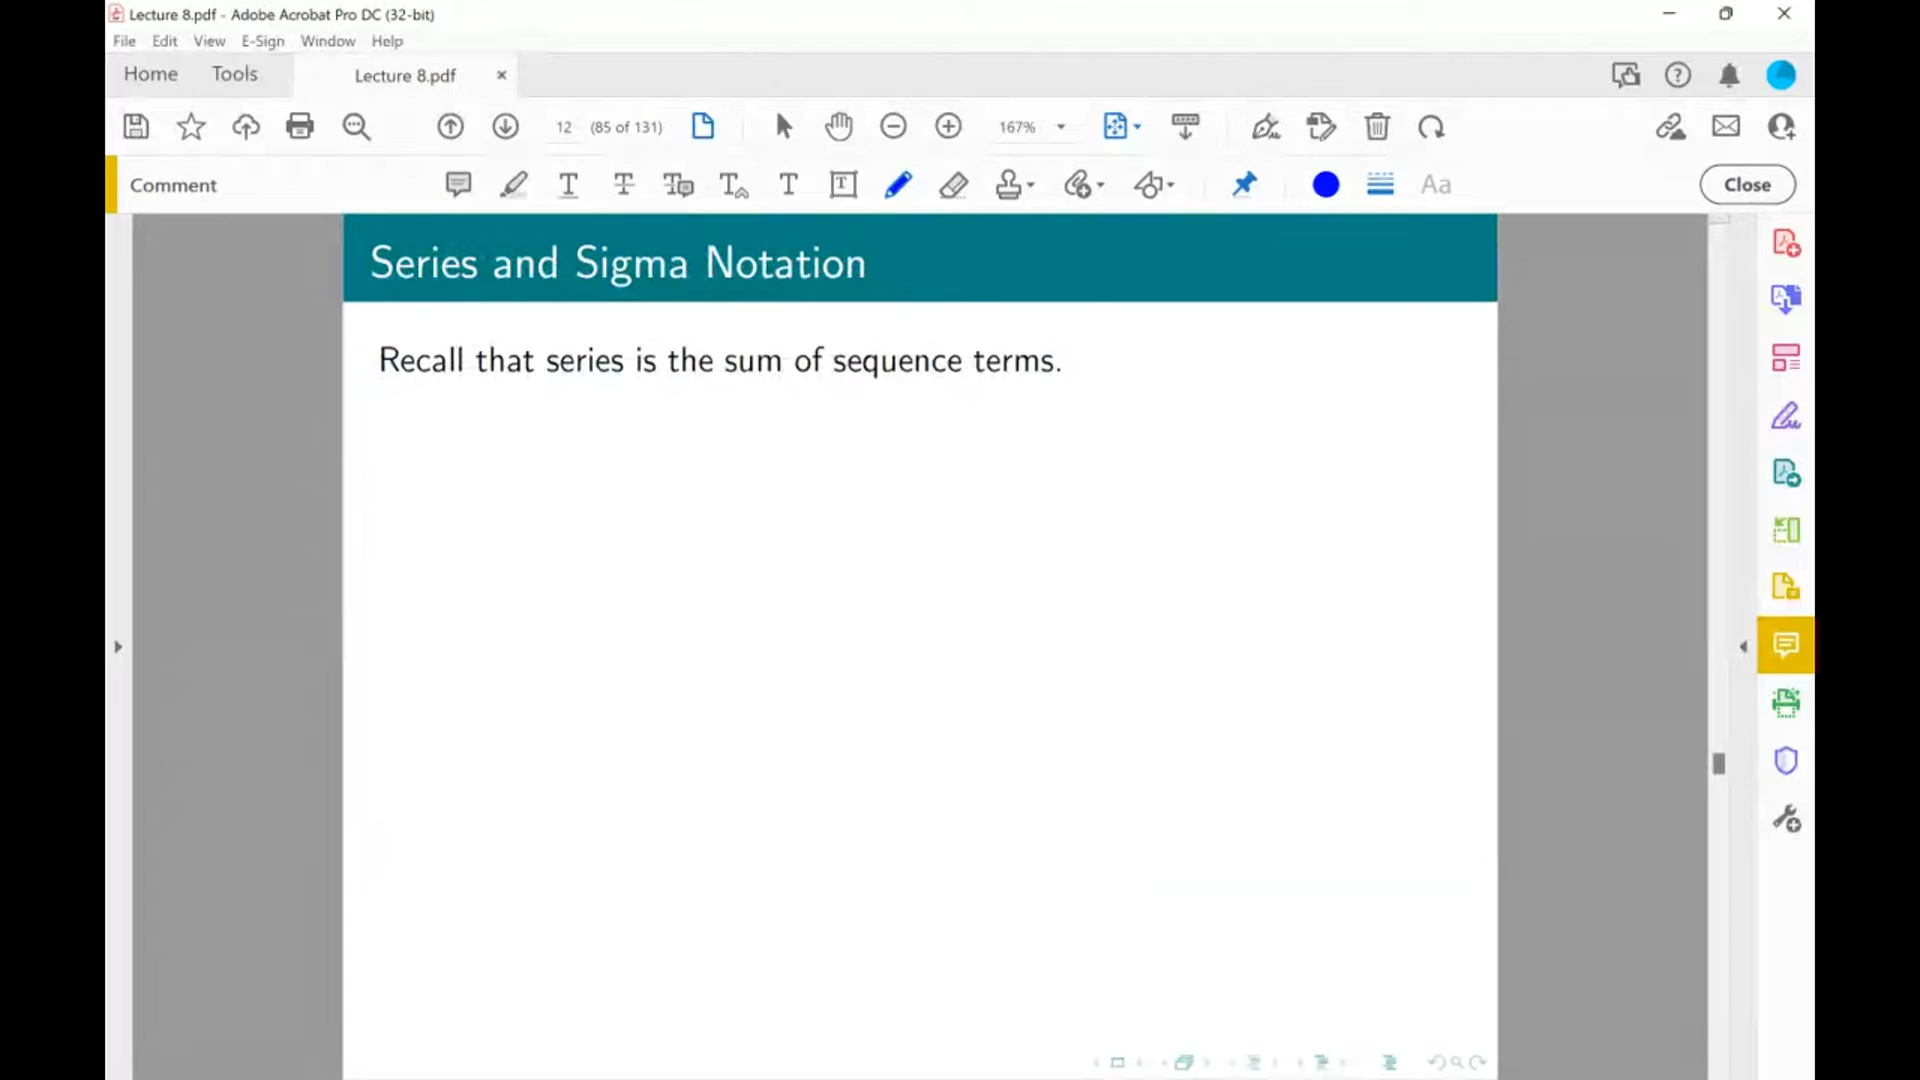 Lecture 8.pdf - Adobe Acrobat Pro DC (32-bit)
File Edit View E-Sign Window Help
Home Tools Lecture 8.pdf
12 (85 of 131) 167%
Comment Aa Close
Series and Sigma Notation
Recall that series is the sum of sequence terms.